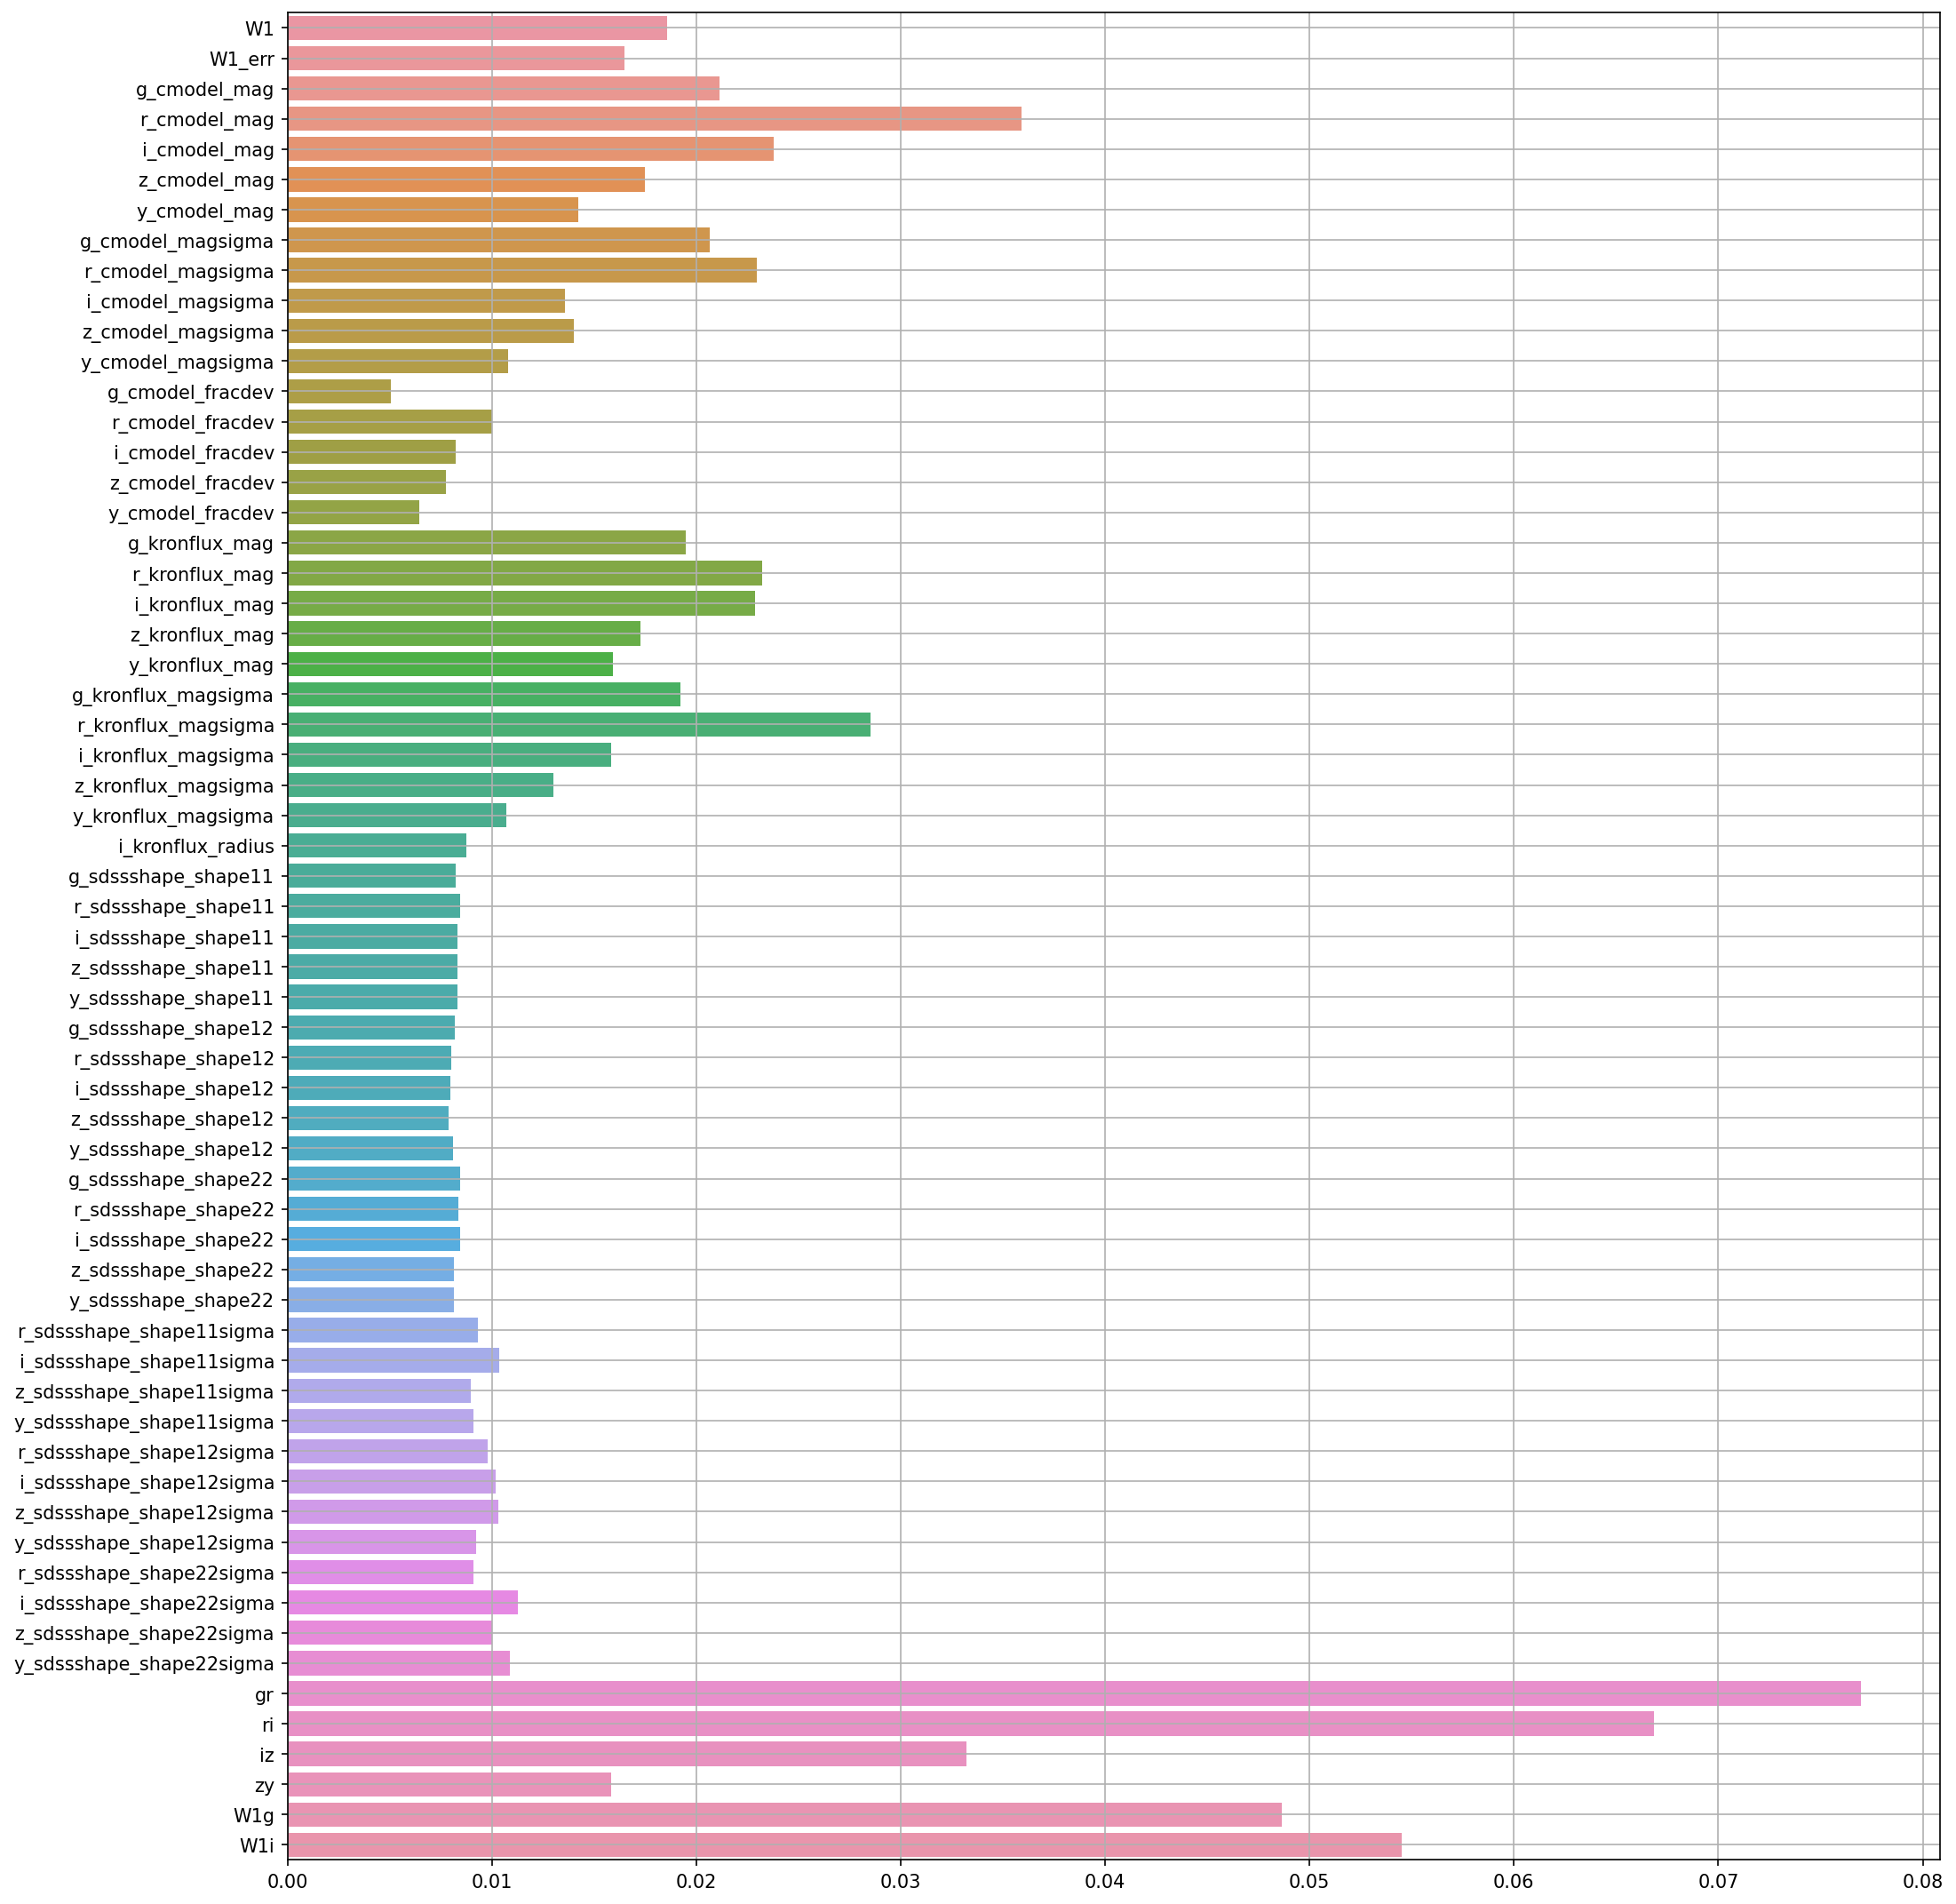 W1
W1_err
g_cmodel_mag
r_cmodel_mag
i_cmodel_mag
z_cmodel_mag
y_cmodel_mag
g_cmodel_magsigma
r_cmodel_magsigma
i_cmodel_magsigma
z_cmodel_magsigma
y_cmodel_magsigma
g_cmodel_fracdev
r_cmodel_fracdev
i_cmodel_fracdev
z_cmodel_fracdev
y_cmodel_fracdev
g_kronflux_mag
r_kronflux_mag
i_kronflux_mag
z_kronflux_mag
y_kronflux_mag
g_kronflux_magsigma
r_kronflux_magsigma
i_kronflux_magsigma
z_kronflux_magsigma
y_kronflux_magsigma
i_kronflux_radius
g_sdssshape_shape11
r_sdssshape_shape11
i_sdssshape_shape11
z_sdssshape_shape11
y_sdssshape_shape11
g_sdssshape_shape12
r_sdssshape_shape12
i_sdssshape_shape12
z_sdssshape_shape12
y_sdssshape_shape12
g_sdssshape_shape22
r_sdssshape_shape22
i_sdssshape_shape22
z_sdssshape_shape22
y_sdssshape_shape22
r_sdssshape_shape11sigma
i_sdssshape_shape11sigma
z_sdssshape_shape11sigma
y_sdssshape_shape11sigma
r_sdssshape_shape12sigma
i_sdssshape_shape12sigma
z_sdssshape_shape12sigma
y_sdssshape_shape12sigma
r_sdssshape_shape22sigma
i_sdssshape_shape22sigma
z_sdssshape_shape22sigma
y_sdssshape_shape22sigma
gr
ri
iz
zy
W1g
W1i
0.00 0.01 0.02 0.03 0.04 0.05 0.06 0.07 0.08